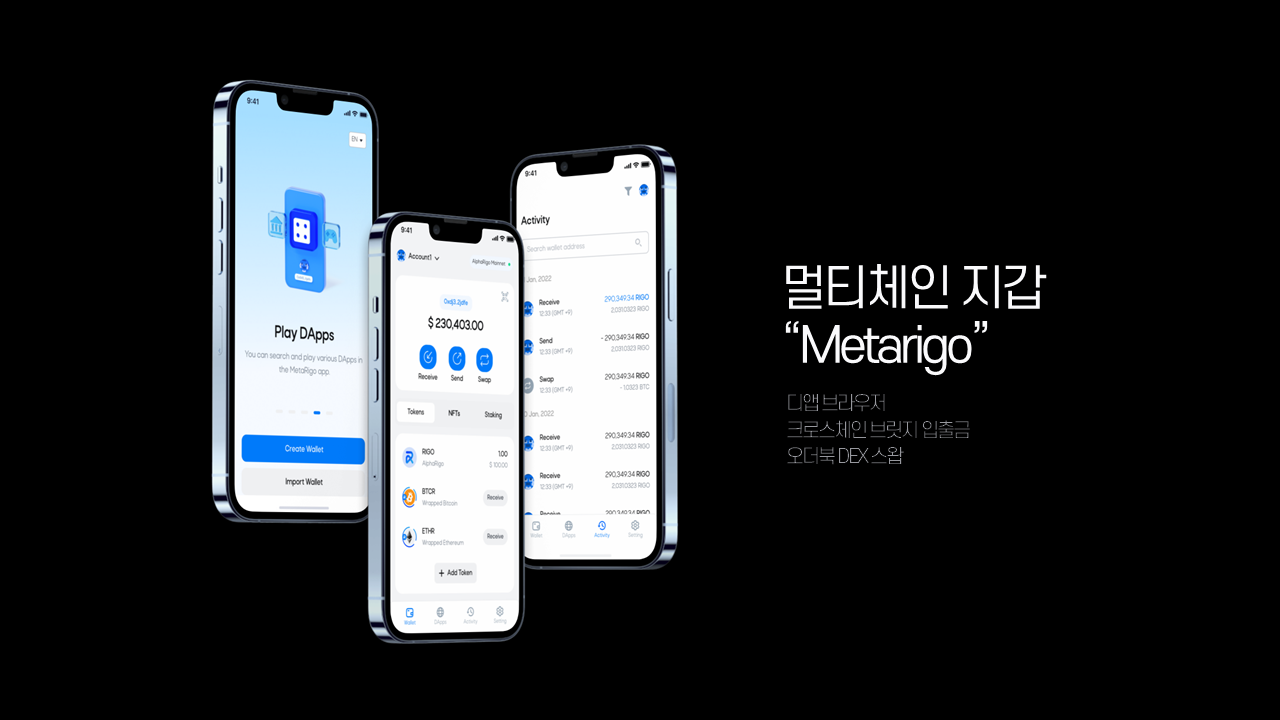 9:41
EN
Play DApps
You can search and play various DApps in
the MetaRigo app.
Create Wallet
Import Wallet
9:41
Account1
AlphaRigo Mainnet
$ 230,403.00
Receive
Send
Swap
Tokens
NFTs
Staking
RIGO
1.00
AlphaRigo
$ 100.00
BTCR
Wrapped Bitcoin
Receive
ETHR
Wrapped Ethereum
Receive
+ Add Token
Wallet
DApps
Activity
Setting
9:41
Activity
Search wallet address
Jan, 2022
Receive
290,349.34 RIGO
12:33 (GMT +9)
2,031.0323 RIGO
Send
- 290,349.34 RIGO
12:33 (GMT +9)
2,031.0323 RIGO
Swap
290,349.34 RIGO
12:33 (GMT +9)
- 1.0323 BTC
Jan, 2022
Receive
290,349.34 RIGO
12:33 (GMT +9)
2,031.0323 RIGO
Receive
290,349.34 RIGO
12:33 (GMT +9)
2,031.0323 RIGO
Receive
290,349.34 RIGO
Wallet
DApps
Activity
Setting
멀티체인 지갑
“Metarigo”
디앱 브라우저
크로스체인 브릿지 입출금
오더북 DEX 스왑